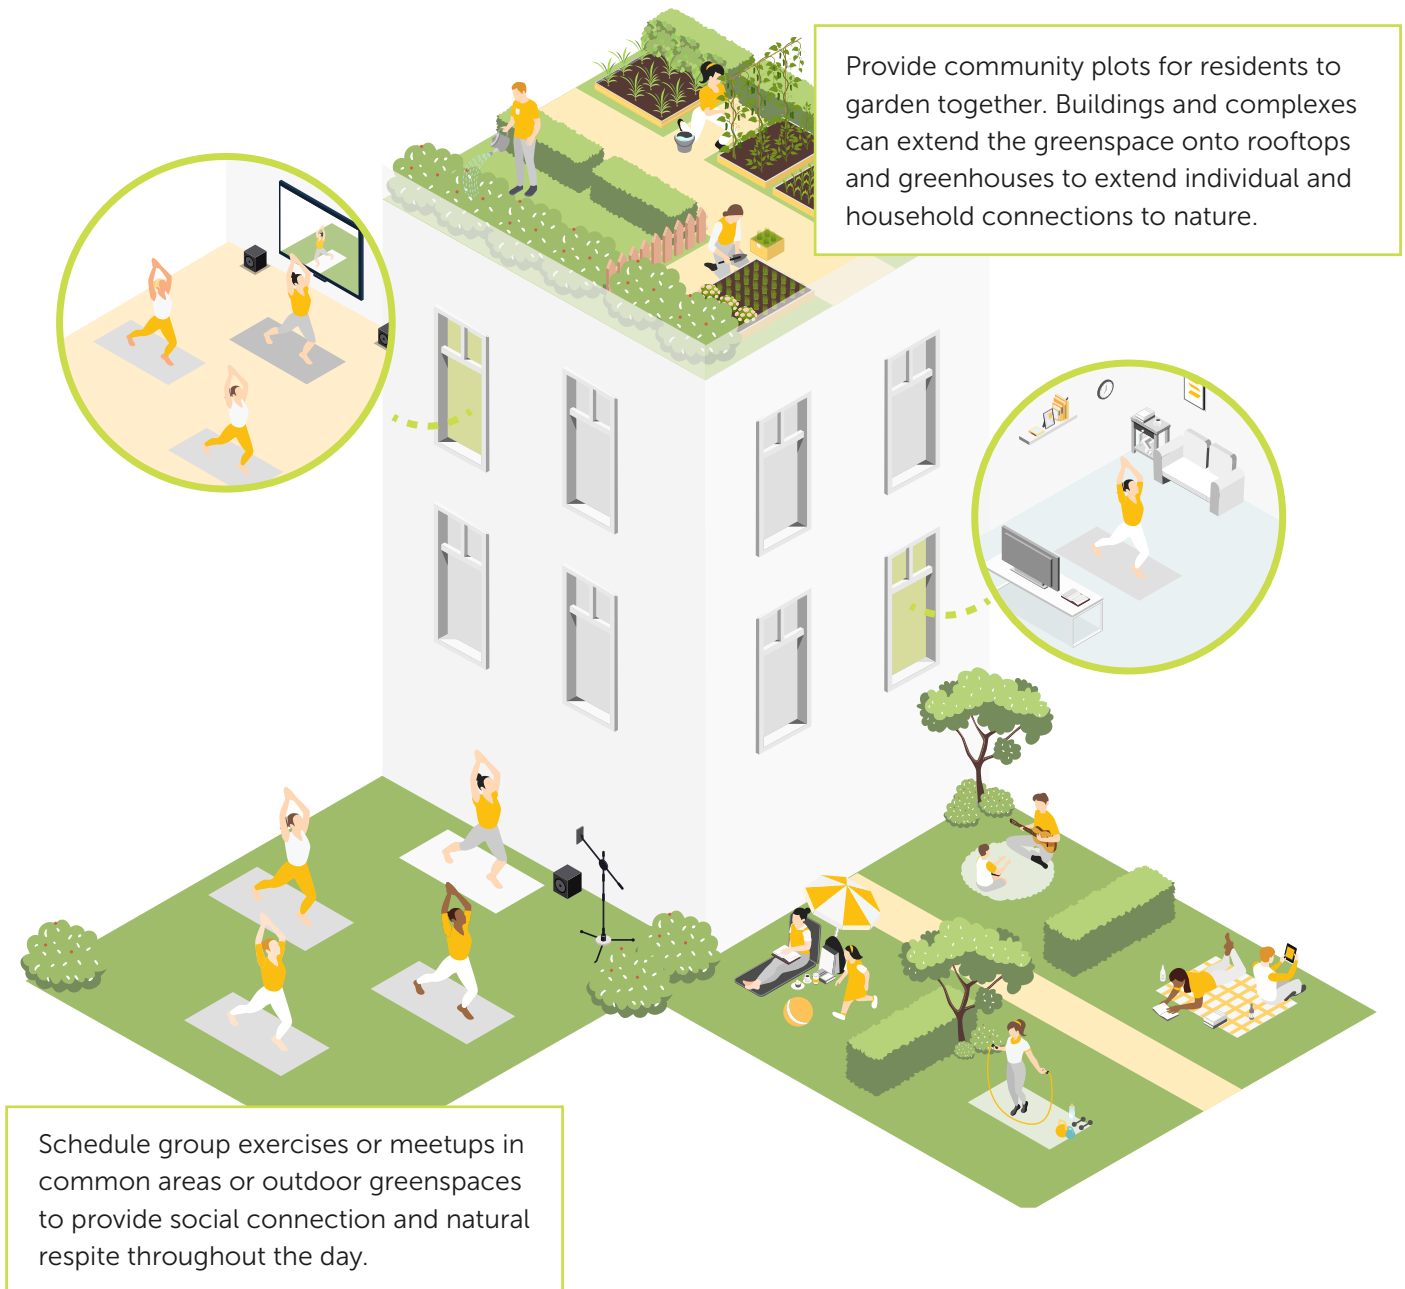 Provide community plots for residents to
garden together. Buildings and complexes
can extend the greenspace onto rooftops
and greenhouses to extend individual and
household connections to nature.
Schedule group exercises or meetups in
common areas or outdoor greenspaces
to provide social connection and natural
respite throughout the day.